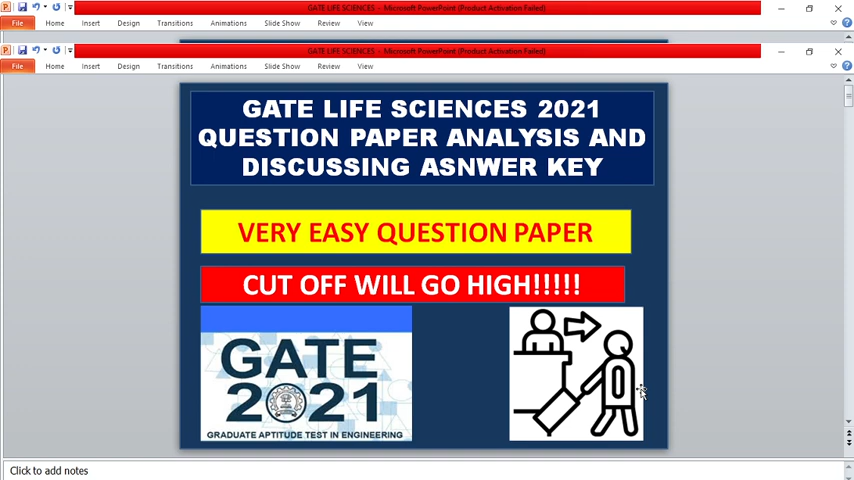 GATE LIFE SCIENCES - Microsoft PowerPoint (Product Activation Failed)
File Home Insert Design Transitions Animations Slide Show Review View
GATE LIFE SCIENCES - Microsoft PowerPoint (Product Activation Failed)
File Home Insert Design Transitions Animations Slide Show Review View
GATE LIFE SCIENCES 2021
QUESTION PAPER ANALYSIS AND
DISCUSSING ASNWER KEY
VERY EASY QUESTION PAPER
CUT OFF WILL GO HIGH!!!!!
GATE
2021
GRADUATE APTITUDE TEST IN ENGINEERING
Click to add notes